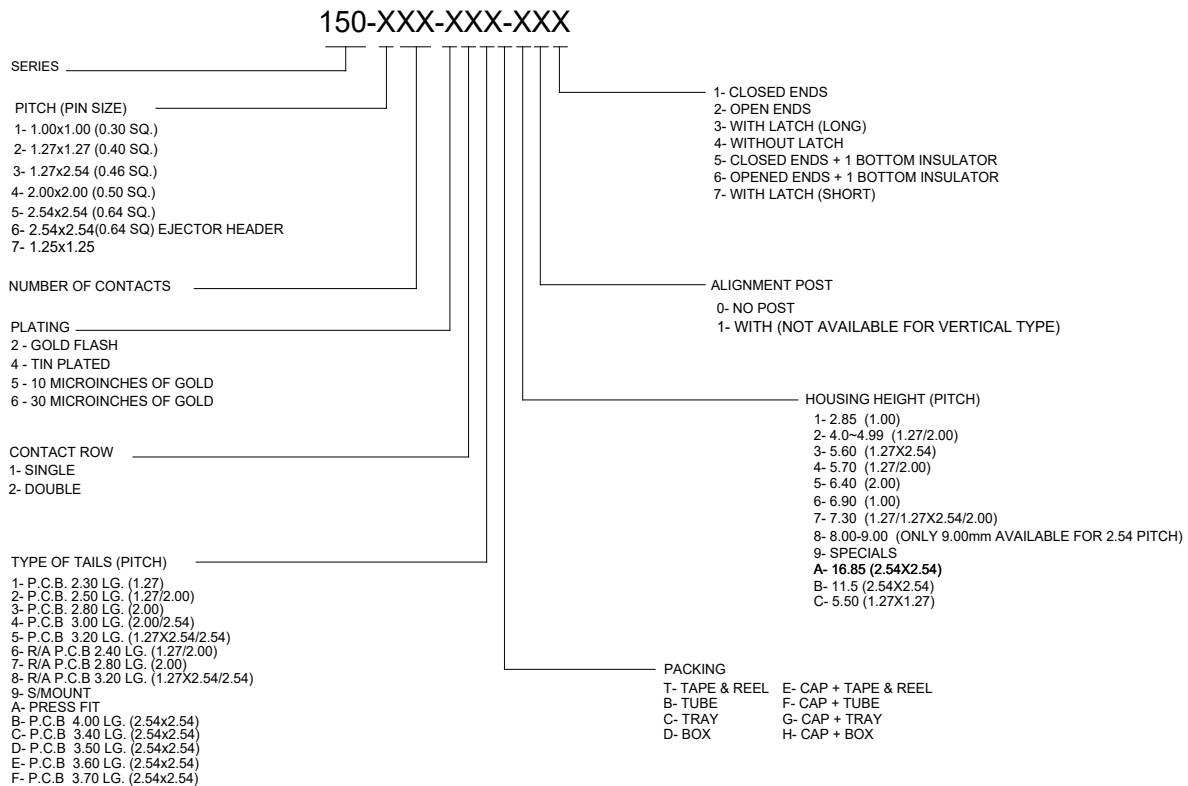 150-XXX-XXX-XXX
SERIES
PITCH (PIN SIZE)
1- 1.00x1.00 (0.30 SQ.)
2- 1.27x1.27 (0.40 SQ.)
3- 1.27x2.54 (0.46 SQ.)
4- 2.00x2.00 (0.50 SQ.)
5- 2.54x2.54 (0.64 SQ.)
6- 2.54x2.54(0.64 SQ) EJECTOR HEADER
7- 1.25x1.25
NUMBER OF CONTACTS
PLATING
2 - GOLD FLASH
4 - TIN PLATED
5 - 10 MICROINCHES OF GOLD
6 - 30 MICROINCHES OF GOLD
CONTACT ROW
1- SINGLE
2- DOUBLE
TYPE OF TAILS (PITCH)
1- P.C.B. 2.30 LG. (1.27)
2- P.C.B. 2.50 LG. (1.27/2.00)
3- P.C.B. 2.80 LG. (2.00)
4- P.C.B  3.00 LG. (2.00/2.54)
5- P.C.B  3.20 LG. (1.27X2.54/2.54)
6- R/A P.C.B 2.40 LG. (1.27/2.00)
7- R/A P.C.B 2.80 LG. (2.00)
8- R/A P.C.B 3.20 LG. (1.27X2.54/2.54)
9- S/MOUNT
A- PRESS FIT
B- P.C.B  4.00 LG. (2.54x2.54)
C- P.C.B  3.40 LG. (2.54x2.54)
D- P.C.B  3.50 LG. (2.54x2.54)
E- P.C.B  3.60 LG. (2.54x2.54)
F- P.C.B  3.70 LG. (2.54x2.54)
1- CLOSED ENDS
2- OPEN ENDS
3- WITH LATCH (LONG)
4- WITHOUT LATCH
5- CLOSED ENDS + 1 BOTTOM INSULATOR
6- OPENED ENDS + 1 BOTTOM INSULATOR
7- WITH LATCH (SHORT)
ALIGNMENT POST
0- NO POST
1- WITH (NOT AVAILABLE FOR VERTICAL TYPE)
HOUSING HEIGHT (PITCH)
1- 2.85  (1.00)
2- 4.0~4.99  (1.27/2.00)
3- 5.60  (1.27X2.54)
4- 5.70  (1.27/2.00)
5- 6.40  (2.00)
6- 6.90  (1.00)
7- 7.30  (1.27/1.27X2.54/2.00)
8- 8.00-9.00  (ONLY 9.00mm AVAILABLE FOR 2.54 PITCH)
9- SPECIALS
A- 16.85 (2.54X2.54)
B- 11.5 (2.54X2.54)
C- 5.50 (1.27X1.27)
PACKING
T- TAPE & REEL E- CAP + TAPE & REEL
B- TUBE F- CAP + TUBE
C- TRAY G- CAP + TRAY
D- BOX H- CAP + BOX